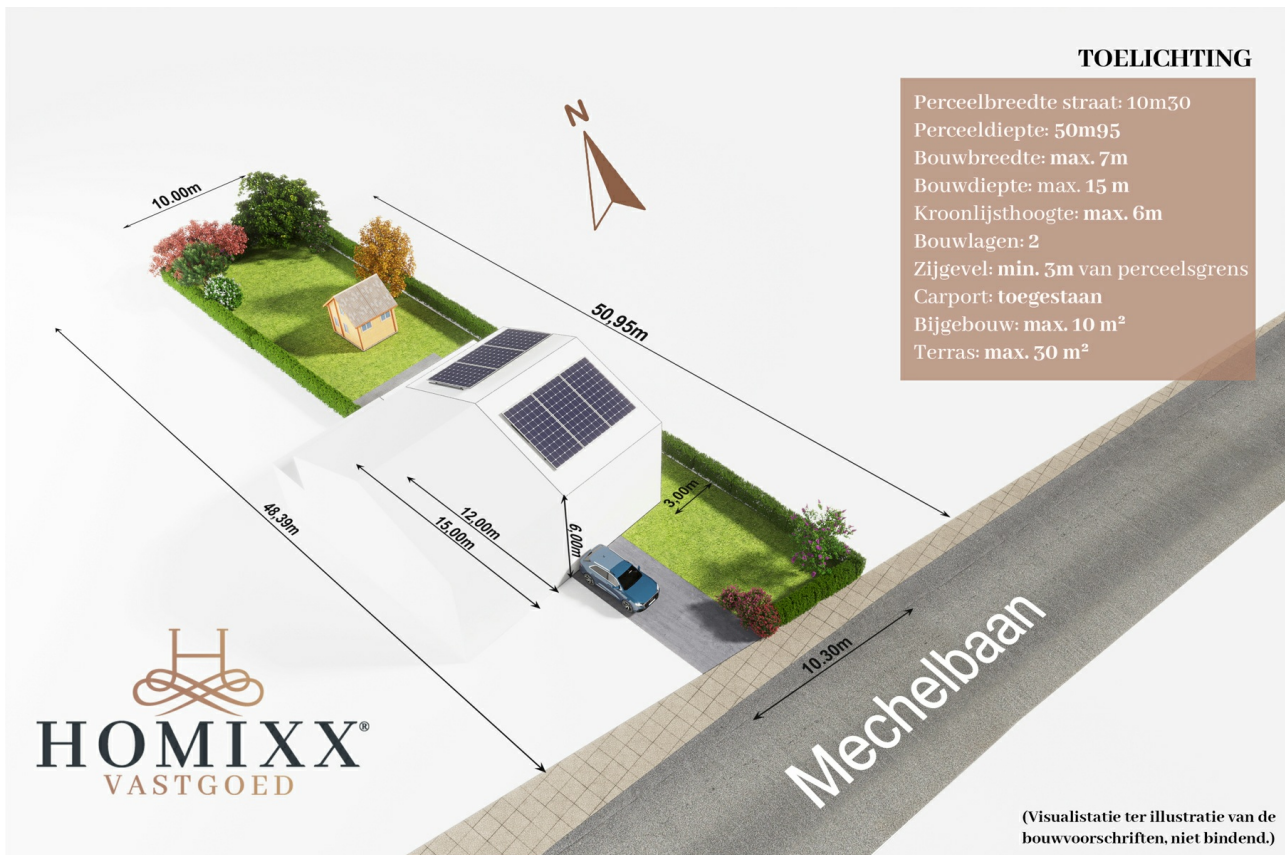 TOELICHTING
Perceelbreedte straat: 10m30
Perceeldiepte: 50m95
Bouwbreedte: max. 7m
Bouwdiepte: max. 15 m
Kroonlijsthoogte: max. 6m
Bouwlagen: 2
Zijgevel: min. 3m van perceelsgrens
Carport: toegestaan
Bijgebouw: max. 10 m²
Terras: max. 30 m²
N
10.00m
50,95m
48,39m
12,00m
15,00m
6,00m
3,00m
10,30m
Mechelbaan
H
HOMIXX®
VASTGOED
(Visualistatie ter illustratie van de
bouwvoorschriften, niet bindend.)